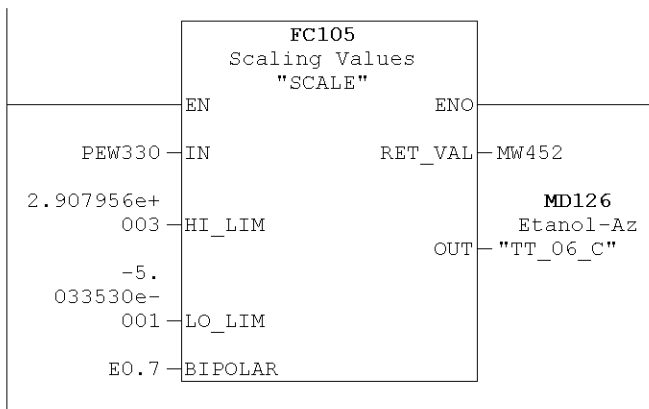 FC105
Scaling Values
"SCALE"
EN ENO
PEW330 IN RET_VAL MW452
2.907956e+
003 HI_LIM
MD126
Etanol-Az
OUT "TT_06_C"
-5.
033530e-
001 LO_LIM
E0.7 BIPOLAR